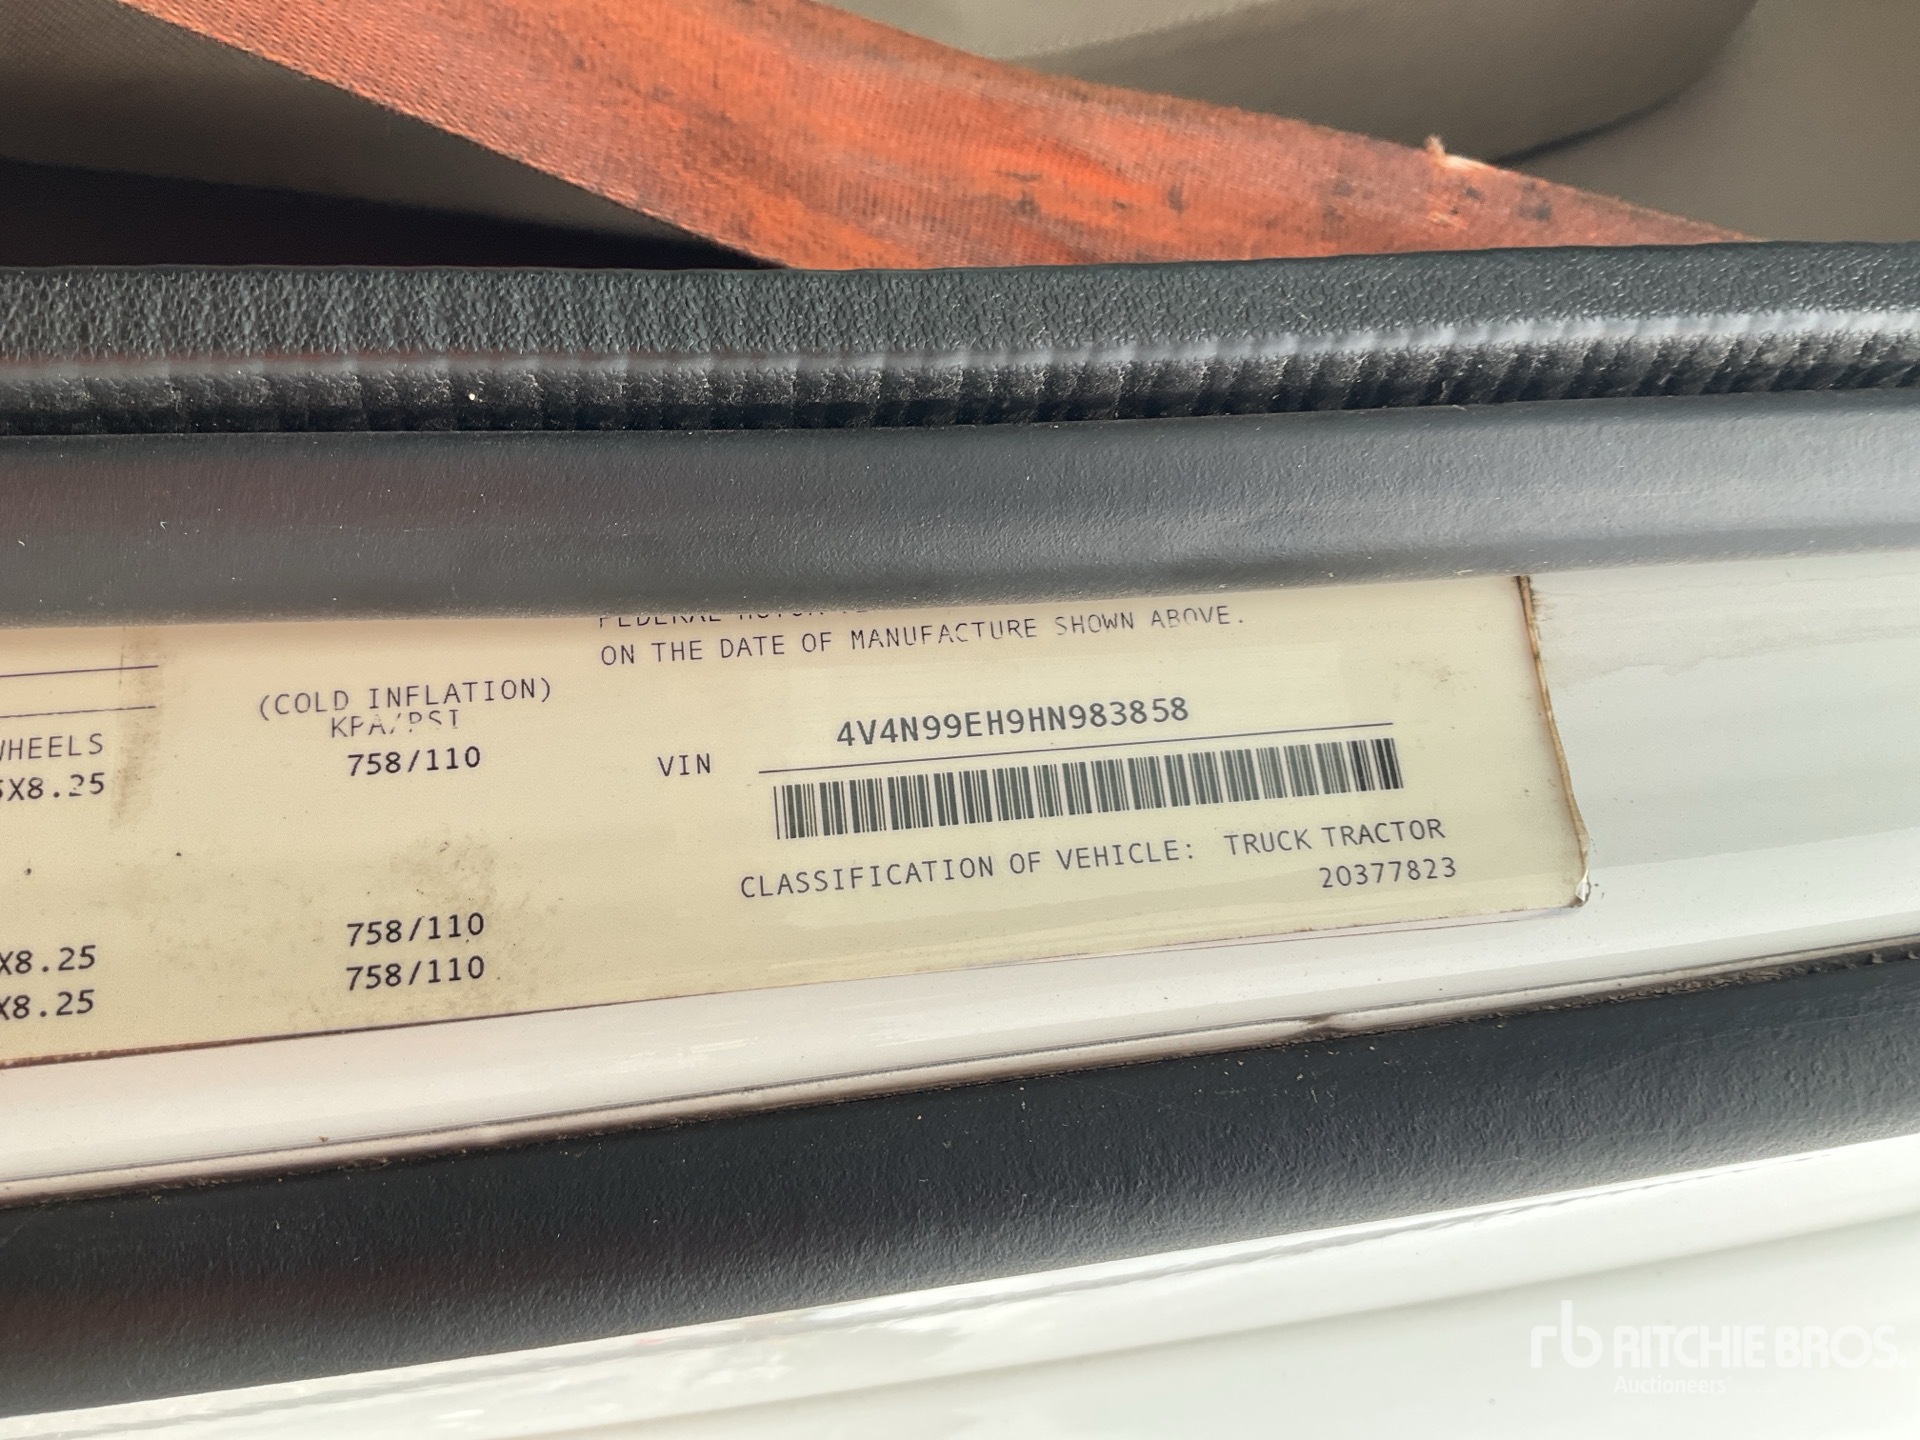 ON THE DATE OF MANUFACTURE SHOWN ABOVE.
(COLD INFLATION)
KPA/PSI
WHEELS
758/110
X8.25
4V4N99EH9HN983858
VIN
CLASSIFICATION OF VEHICLE: TRUCK TRACTOR
20377823
758/110
X8.25
758/110
X8.25
rb RITCHIE BROS.
Auctioneers